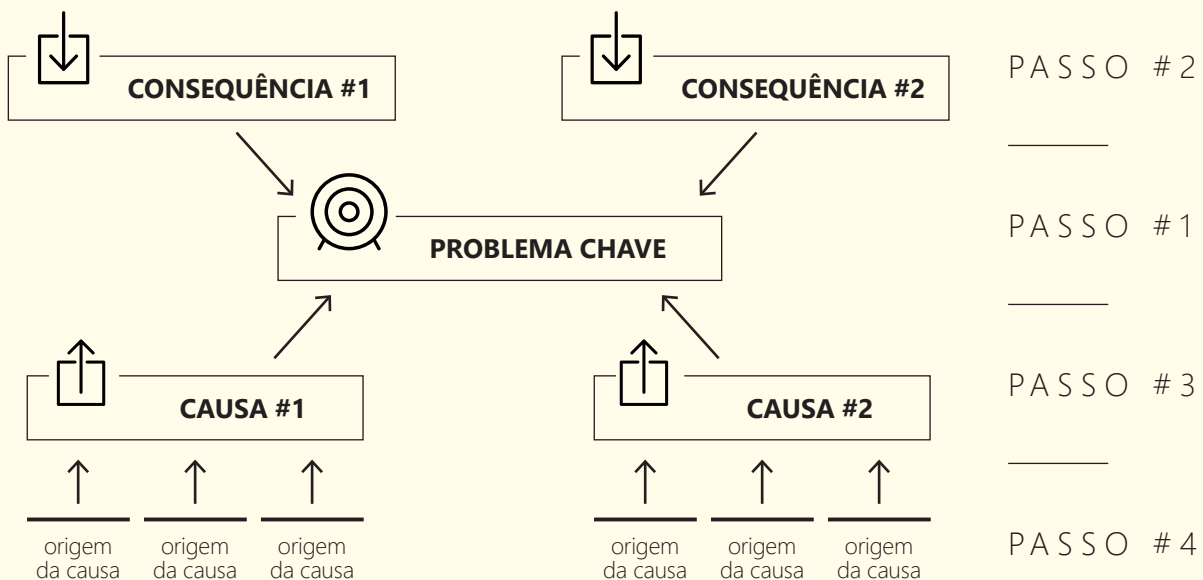 CONSEQUÊNCIA #1
CONSEQUÊNCIA #2
PASSO #2
PROBLEMA CHAVE
PASSO #1
CAUSA #1
CAUSA #2
PASSO #3
origem
da causa
origem
da causa
origem
da causa
origem
da causa
origem
da causa
origem
da causa
PASSO #4